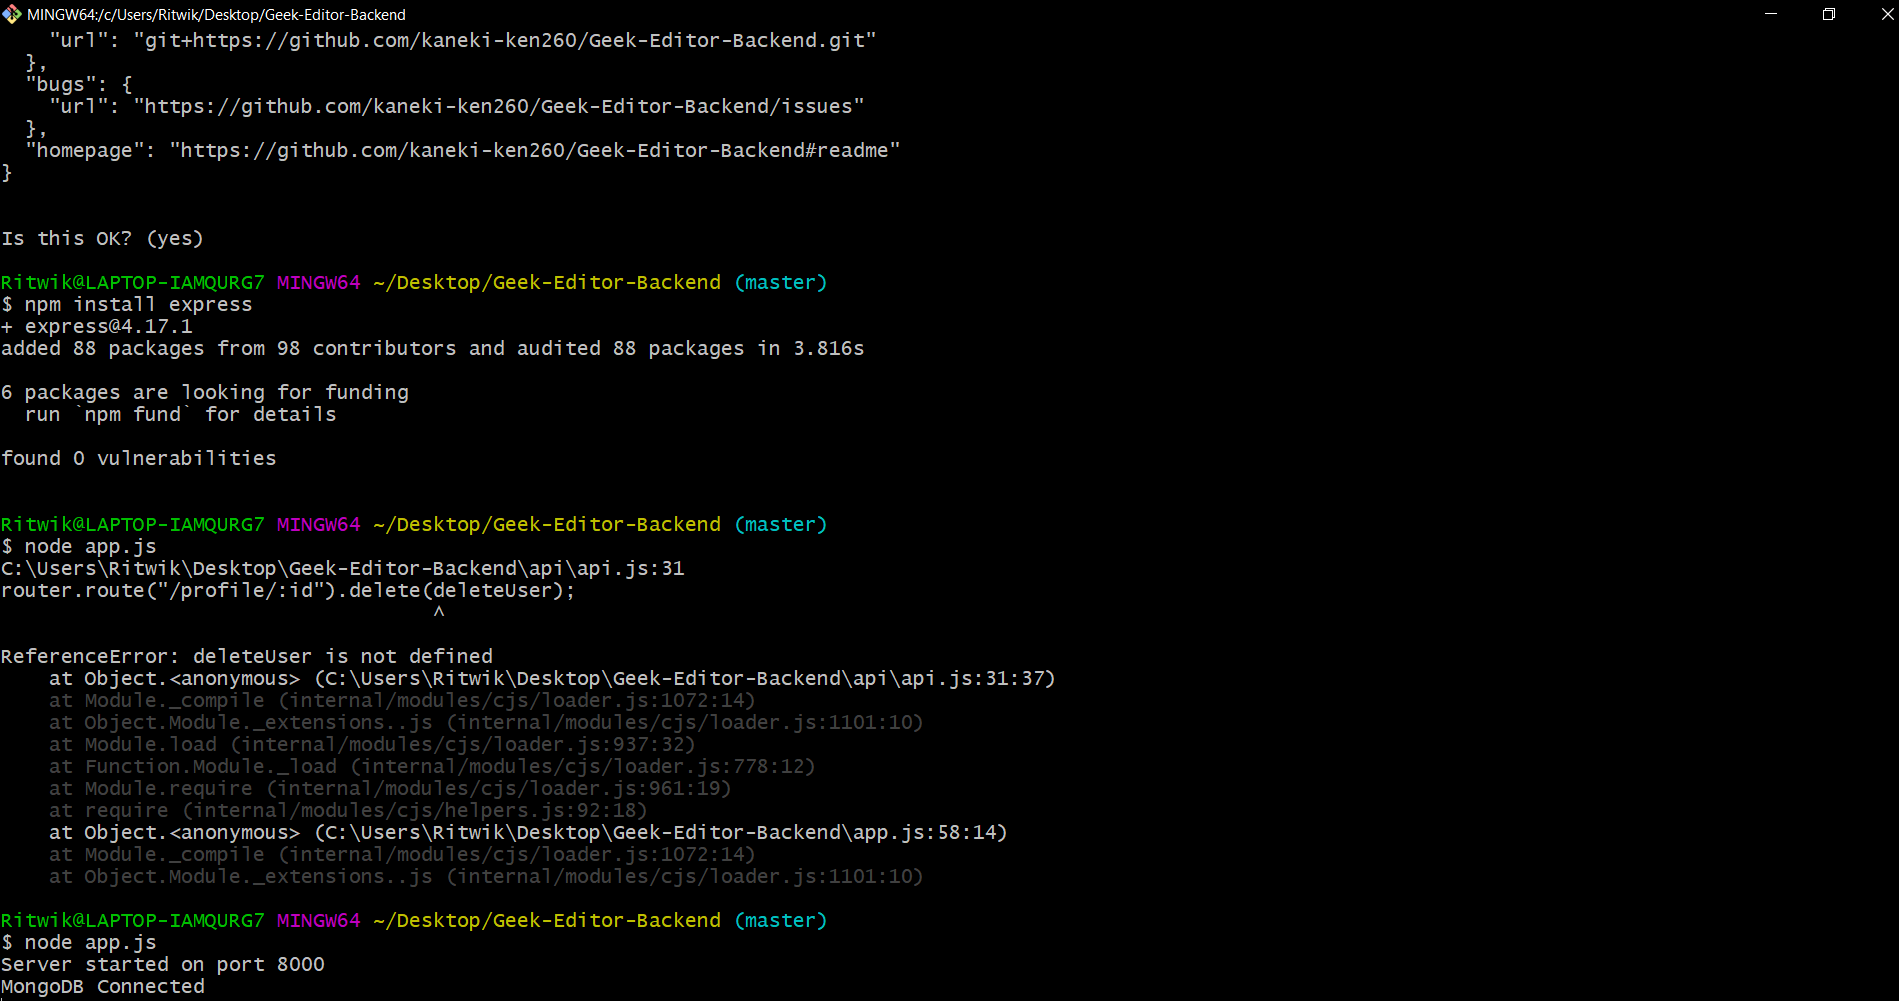 MINGW64:/c/Users/Ritwik/Desktop/Geek-Editor-Backend
    "url": "git+https://github.com/kaneki-ken260/Geek-Editor-Backend.git"
  },
  "bugs": {
    "url": "https://github.com/kaneki-ken260/Geek-Editor-Backend/issues"
  },
  "homepage": "https://github.com/kaneki-ken260/Geek-Editor-Backend#readme"
}
Is this OK? (yes)
Ritwik@LAPTOP-IAMQURG7 MINGW64 ~/Desktop/Geek-Editor-Backend (master)
$ npm install express
+ express@4.17.1
added 88 packages from 98 contributors and audited 88 packages in 3.816s
6 packages are looking for funding
  run `npm fund` for details
found 0 vulnerabilities
Ritwik@LAPTOP-IAMQURG7 MINGW64 ~/Desktop/Geek-Editor-Backend (master)
$ node app.js
C:\Users\Ritwik\Desktop\Geek-Editor-Backend\api\api.js:31
router.route("/profile/:id").delete(deleteUser);
                                    ^
ReferenceError: deleteUser is not defined
    at Object.<anonymous> (C:\Users\Ritwik\Desktop\Geek-Editor-Backend\api\api.js:31:37)
    at Module._compile (internal/modules/cjs/loader.js:1072:14)
    at Object.Module._extensions..js (internal/modules/cjs/loader.js:1101:10)
    at Module.load (internal/modules/cjs/loader.js:937:32)
    at Function.Module._load (internal/modules/cjs/loader.js:778:12)
    at Module.require (internal/modules/cjs/loader.js:961:19)
    at require (internal/modules/cjs/helpers.js:92:18)
    at Object.<anonymous> (C:\Users\Ritwik\Desktop\Geek-Editor-Backend\app.js:58:14)
    at Module._compile (internal/modules/cjs/loader.js:1072:14)
    at Object.Module._extensions..js (internal/modules/cjs/loader.js:1101:10)
Ritwik@LAPTOP-IAMQURG7 MINGW64 ~/Desktop/Geek-Editor-Backend (master)
$ node app.js
Server started on port 8000
MongoDB Connected